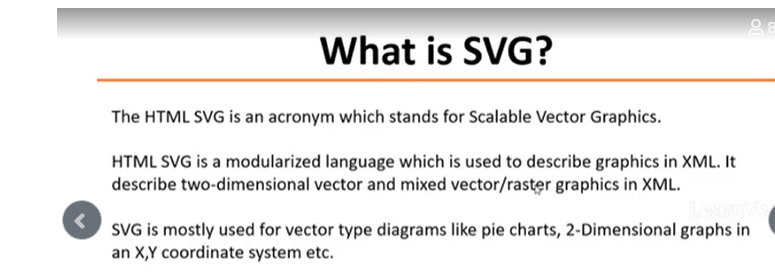 What is SVG?
The HTML SVG is an acronym which stands for Scalable Vector Graphics.
HTML SVG is a modularized language which is used to describe graphics in XML. It
describe two-dimensional vector and mixed vector/raster graphics in XML.
SVG is mostly used for vector type diagrams like pie charts, 2-Dimensional graphs in
an X,Y coordinate system etc.